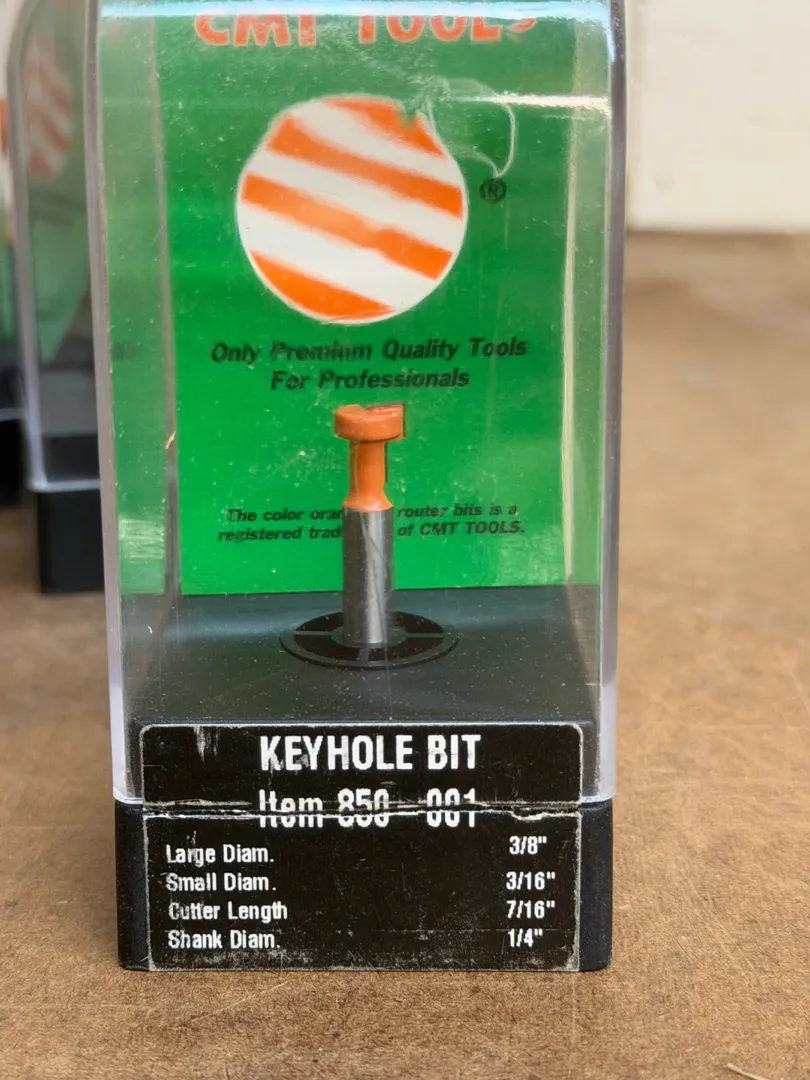 CMT TOOLS
®
Only Premium Quality Tools
For Professionals
The color oran router bits is a
registered trad of CMT TOOLS.
KEYHOLE BIT
Item 850-001
Large Diam. 3/8"
Small Diam. 3/16"
Cutter Length 7/16"
Shank Diam. 1/4"